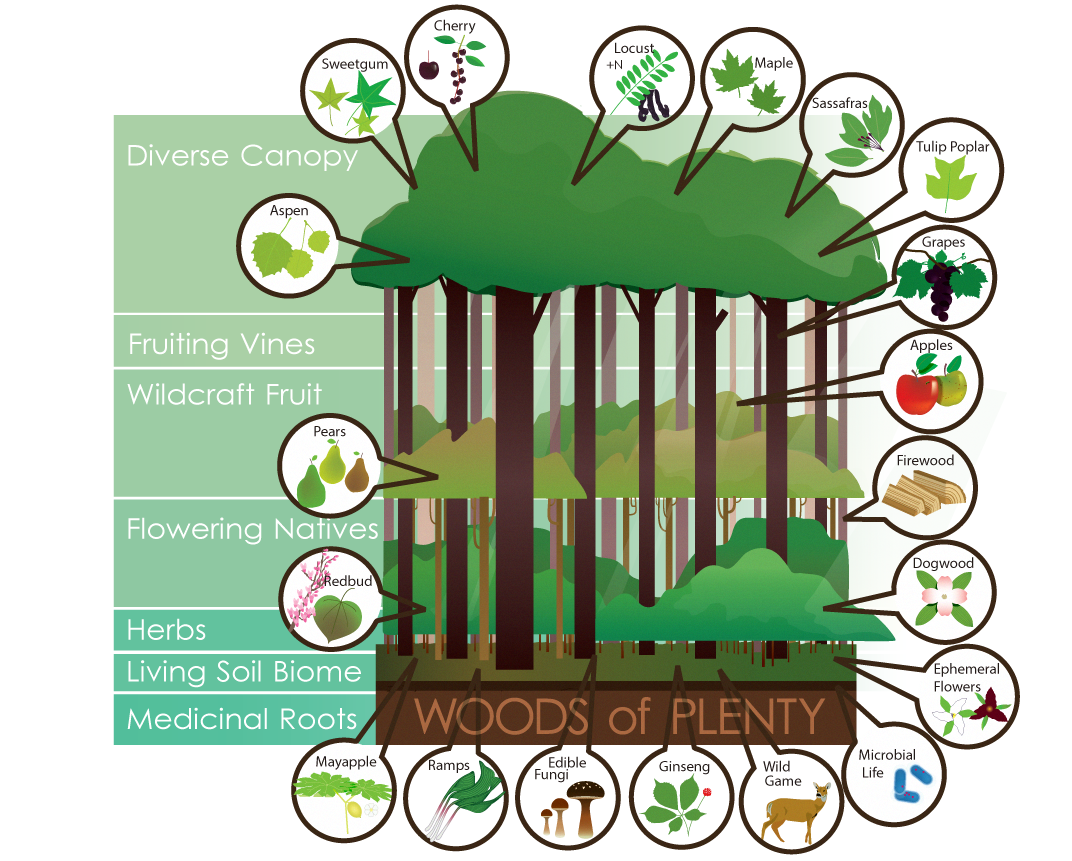 Cherry
Sweetgum
Locust
+N
Maple
Sassafras
Tulip Poplar
Diverse Canopy
Aspen
Grapes
Fruiting Vines
Apples
Wildcraft Fruit
Pears
Firewood
Flowering Natives
Redbud
Dogwood
Herbs
Living Soil Biome
Ephemeral
Flowers
Medicinal Roots
WOODS of PLENTY
Mayapple
Ramps
Edible
Fungi
Ginseng
Wild
Game
Microbial
Life